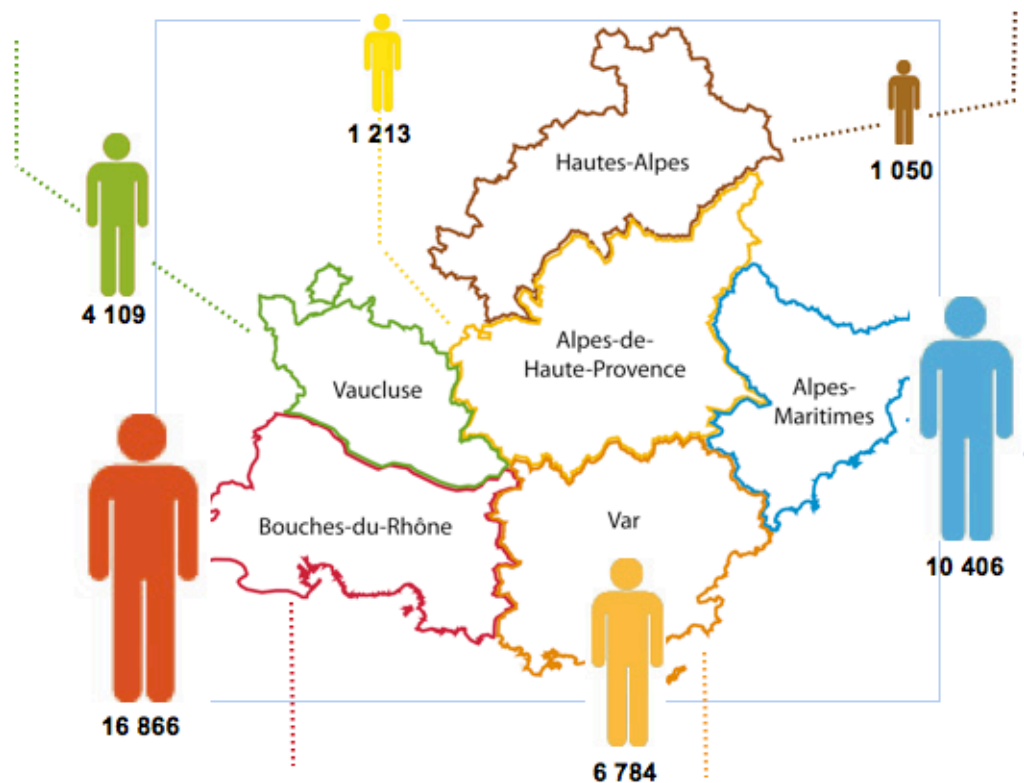 1 213
Hautes-Alpes
1 050
4 109
Alpes-de-
Haute-Provence
Vaucluse
Alpes-
Maritimes
Bouches-du-Rhône
Var
10 406
16 866
6 784